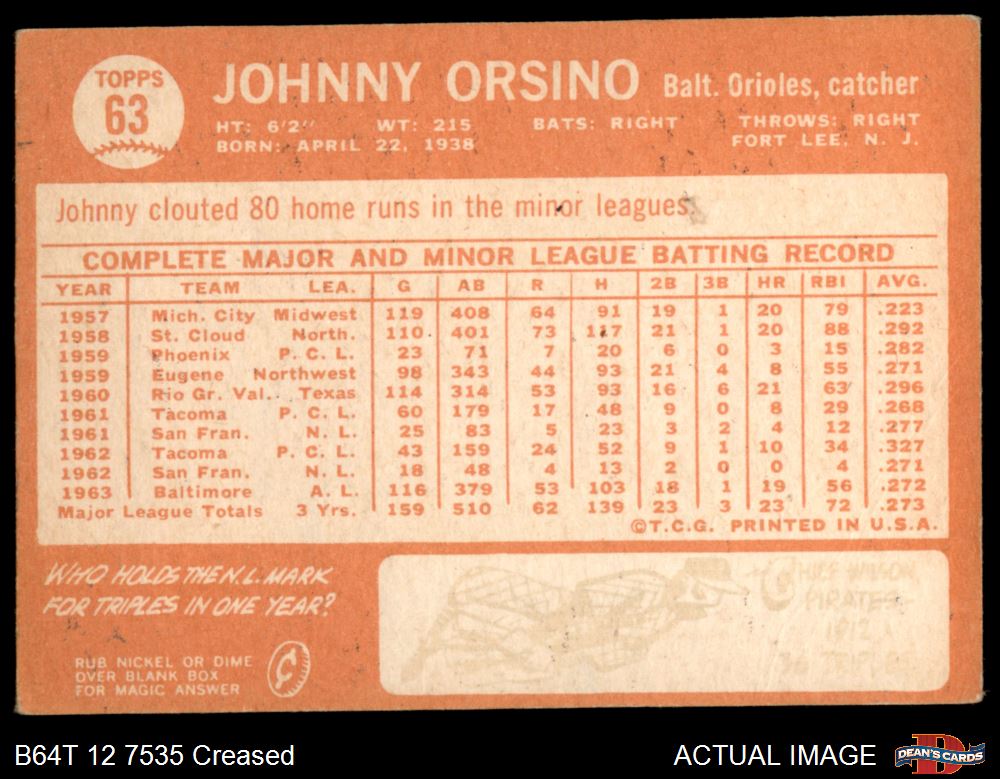 TOPPS
63
JOHNNY ORSINO Balt. Orioles, catcher
HT: 6'2" WT: 215 BATS: RIGHT THROWS: RIGHT
BORN: APRIL 22, 1938 FORT LEE, N. J.
Johnny clouted 80 home runs in the minor leagues.
COMPLETE MAJOR AND MINOR LEAGUE BATTING RECORD
YEAR TEAM LEA. G AB R H 2B 3B HR RBI AVG.
1957 Mich. City Midwest 119 408 64 91 19 1 20 79 .223
1958 St. Cloud North. 110 401 73 117 21 1 20 88 .292
1959 Phoenix P. C. L. 23 71 7 20 6 0 3 15 .282
1959 Eugene Northwest 98 343 44 93 21 4 8 55 .271
1960 Rio Gr. Val. Texas 114 314 53 93 16 6 21 63 .296
1961 Tacoma P. C. L. 60 179 17 48 9 0 8 29 .268
1961 San Fran. N. L. 25 83 5 23 3 2 4 12 .277
1962 Tacoma P. C. L. 43 159 24 52 9 1 10 34 .327
1962 San Fran. N. L. 18 48 4 13 2 0 0 4 .271
1963 Baltimore A. L. 116 379 53 103 18 1 19 56 .272
Major League Totals 3 Yrs. 159 510 62 139 23 3 23 72 .273
©T.C.G. PRINTED IN U.S.A.
WHO HOLDS THE N.L. MARK
FOR TRIPLES IN ONE YEAR?
RUB NICKEL OR DIME
OVER BLANK BOX
FOR MAGIC ANSWER
CHIEF WILSON,
PIRATES-
1912
36 TRIPLES
B64T 12 7535 Creased
ACTUAL IMAGE
DEAN'S CARDS